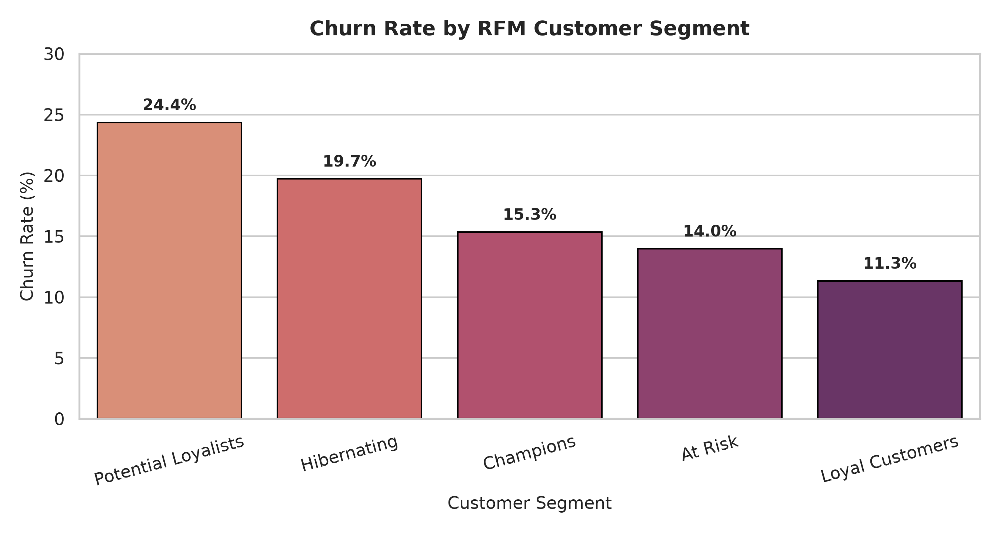 Churn Rate by RFM Customer Segment
30
25
20
15
10
5
0
Churn Rate (%)
24.4%
19.7%
15.3%
14.0%
11.3%
Potential Loyalists
Hibernating
Champions
At Risk
Loyal Customers
Customer Segment